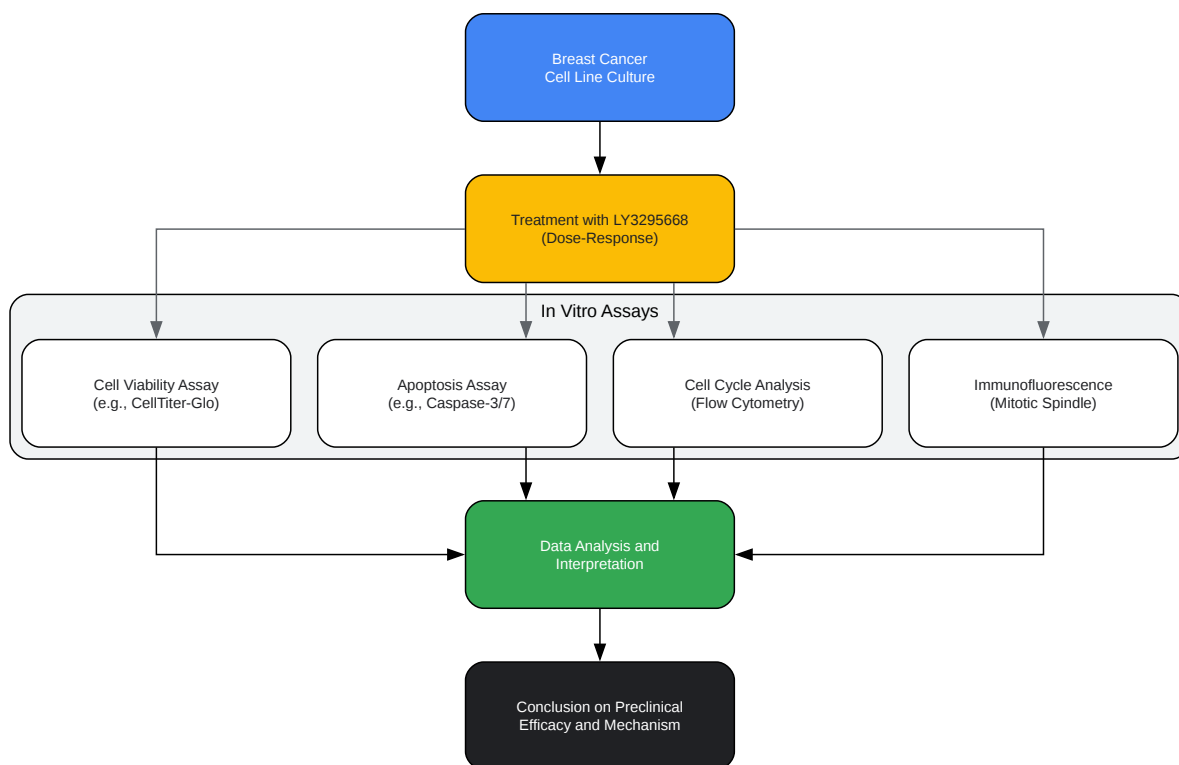 Breast Cancer
Cell Line Culture
Treatment with LY3295668
(Dose-Response)
In Vitro Assays
Cell Viability Assay
(e.g., CellTiter-Glo)
Apoptosis Assay
(e.g., Caspase-3/7)
Cell Cycle Analysis
(Flow Cytometry)
Immunofluorescence
(Mitotic Spindle)
Data Analysis and
Interpretation
Conclusion on Preclinical
Efficacy and Mechanism